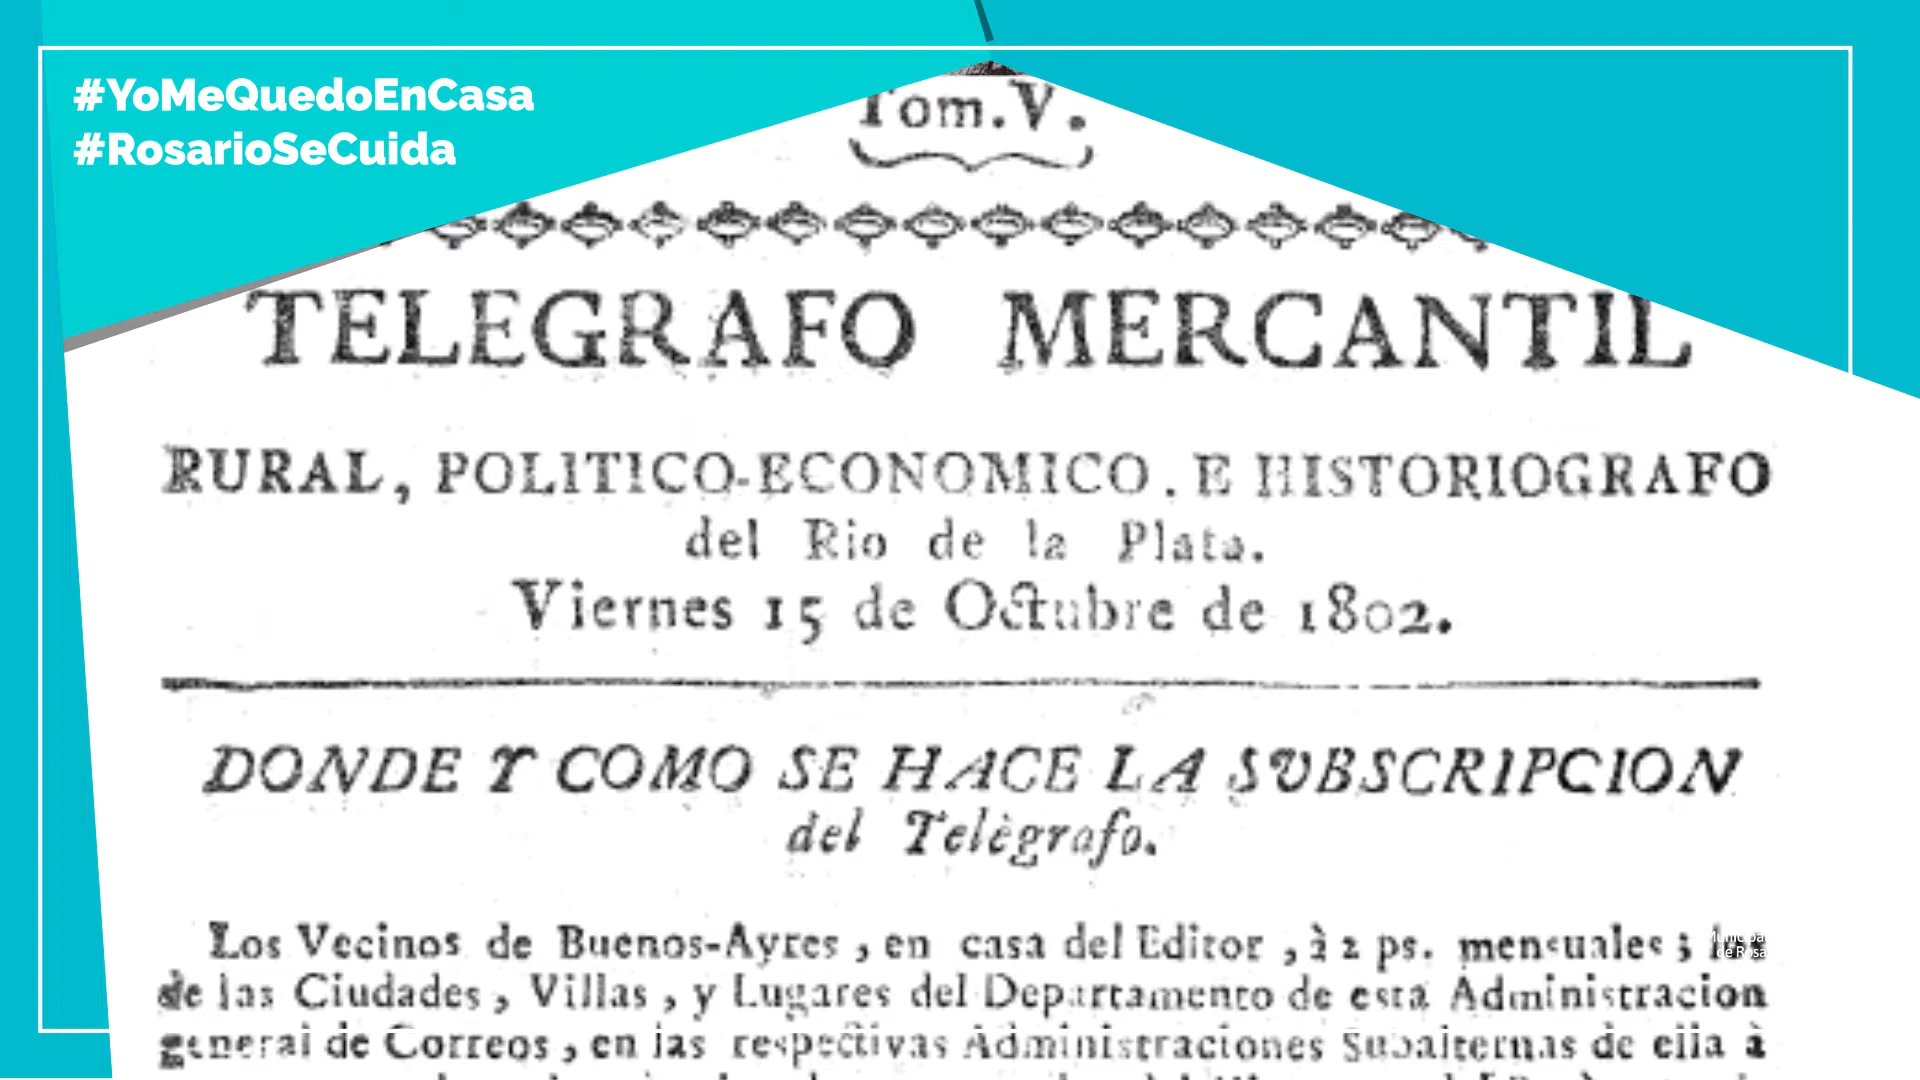 #YoMeQuedoEnCasa
#RosarioSeCuida
Tom. V.
TELEGRAFO MERCANTIL
RURAL, POLITICO-ECONOMICO. E HISTORIOGRAFO
del Rio de la Plata.
Viernes 15 de Octubre de 1802.
DONDE Y COMO SE HACE LA SUBSCRIPCION
del Telègrafo.
Los Vecinos de Buenos-Ayres, en casa del Editor, à 2 ps. mensuales;
de las Ciudades, Villas, y Lugares del Departamento de esta Administracion
general de Correos, en las respectivas Administraciones Subalternas de ella à
de Rosa